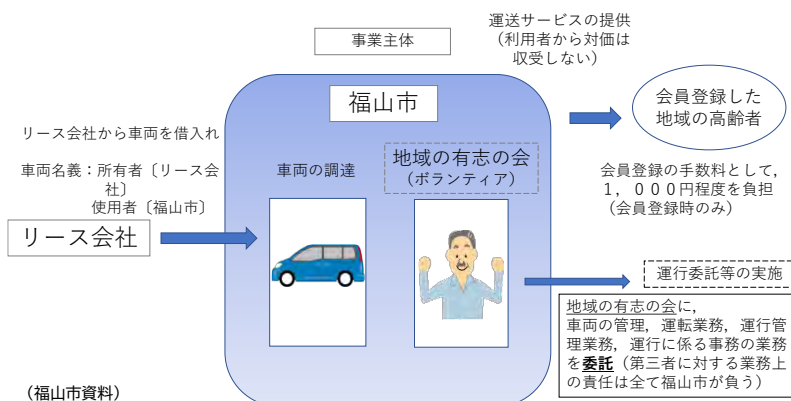 事業主体
運送サービスの提供
（利用者から対価は
収受しない）
福山市
会員登録した
地域の高齢者
リース会社から車両を借入れ
車両名義：所有者〔リース会
社〕
使用者〔福山市〕
車両の調達
地域の有志の会
（ボランティア）
会員登録の手数料として，
１，０００円程度を負担
（会員登録時のみ）
リース会社
運行委託等の実施
地域の有志の会に，
車両の管理，運転業務，運行管
理業務，運行に係る事務の業務
を委託（第三者に対する業務上
の責任は全て福山市が負う）
（福山市資料）